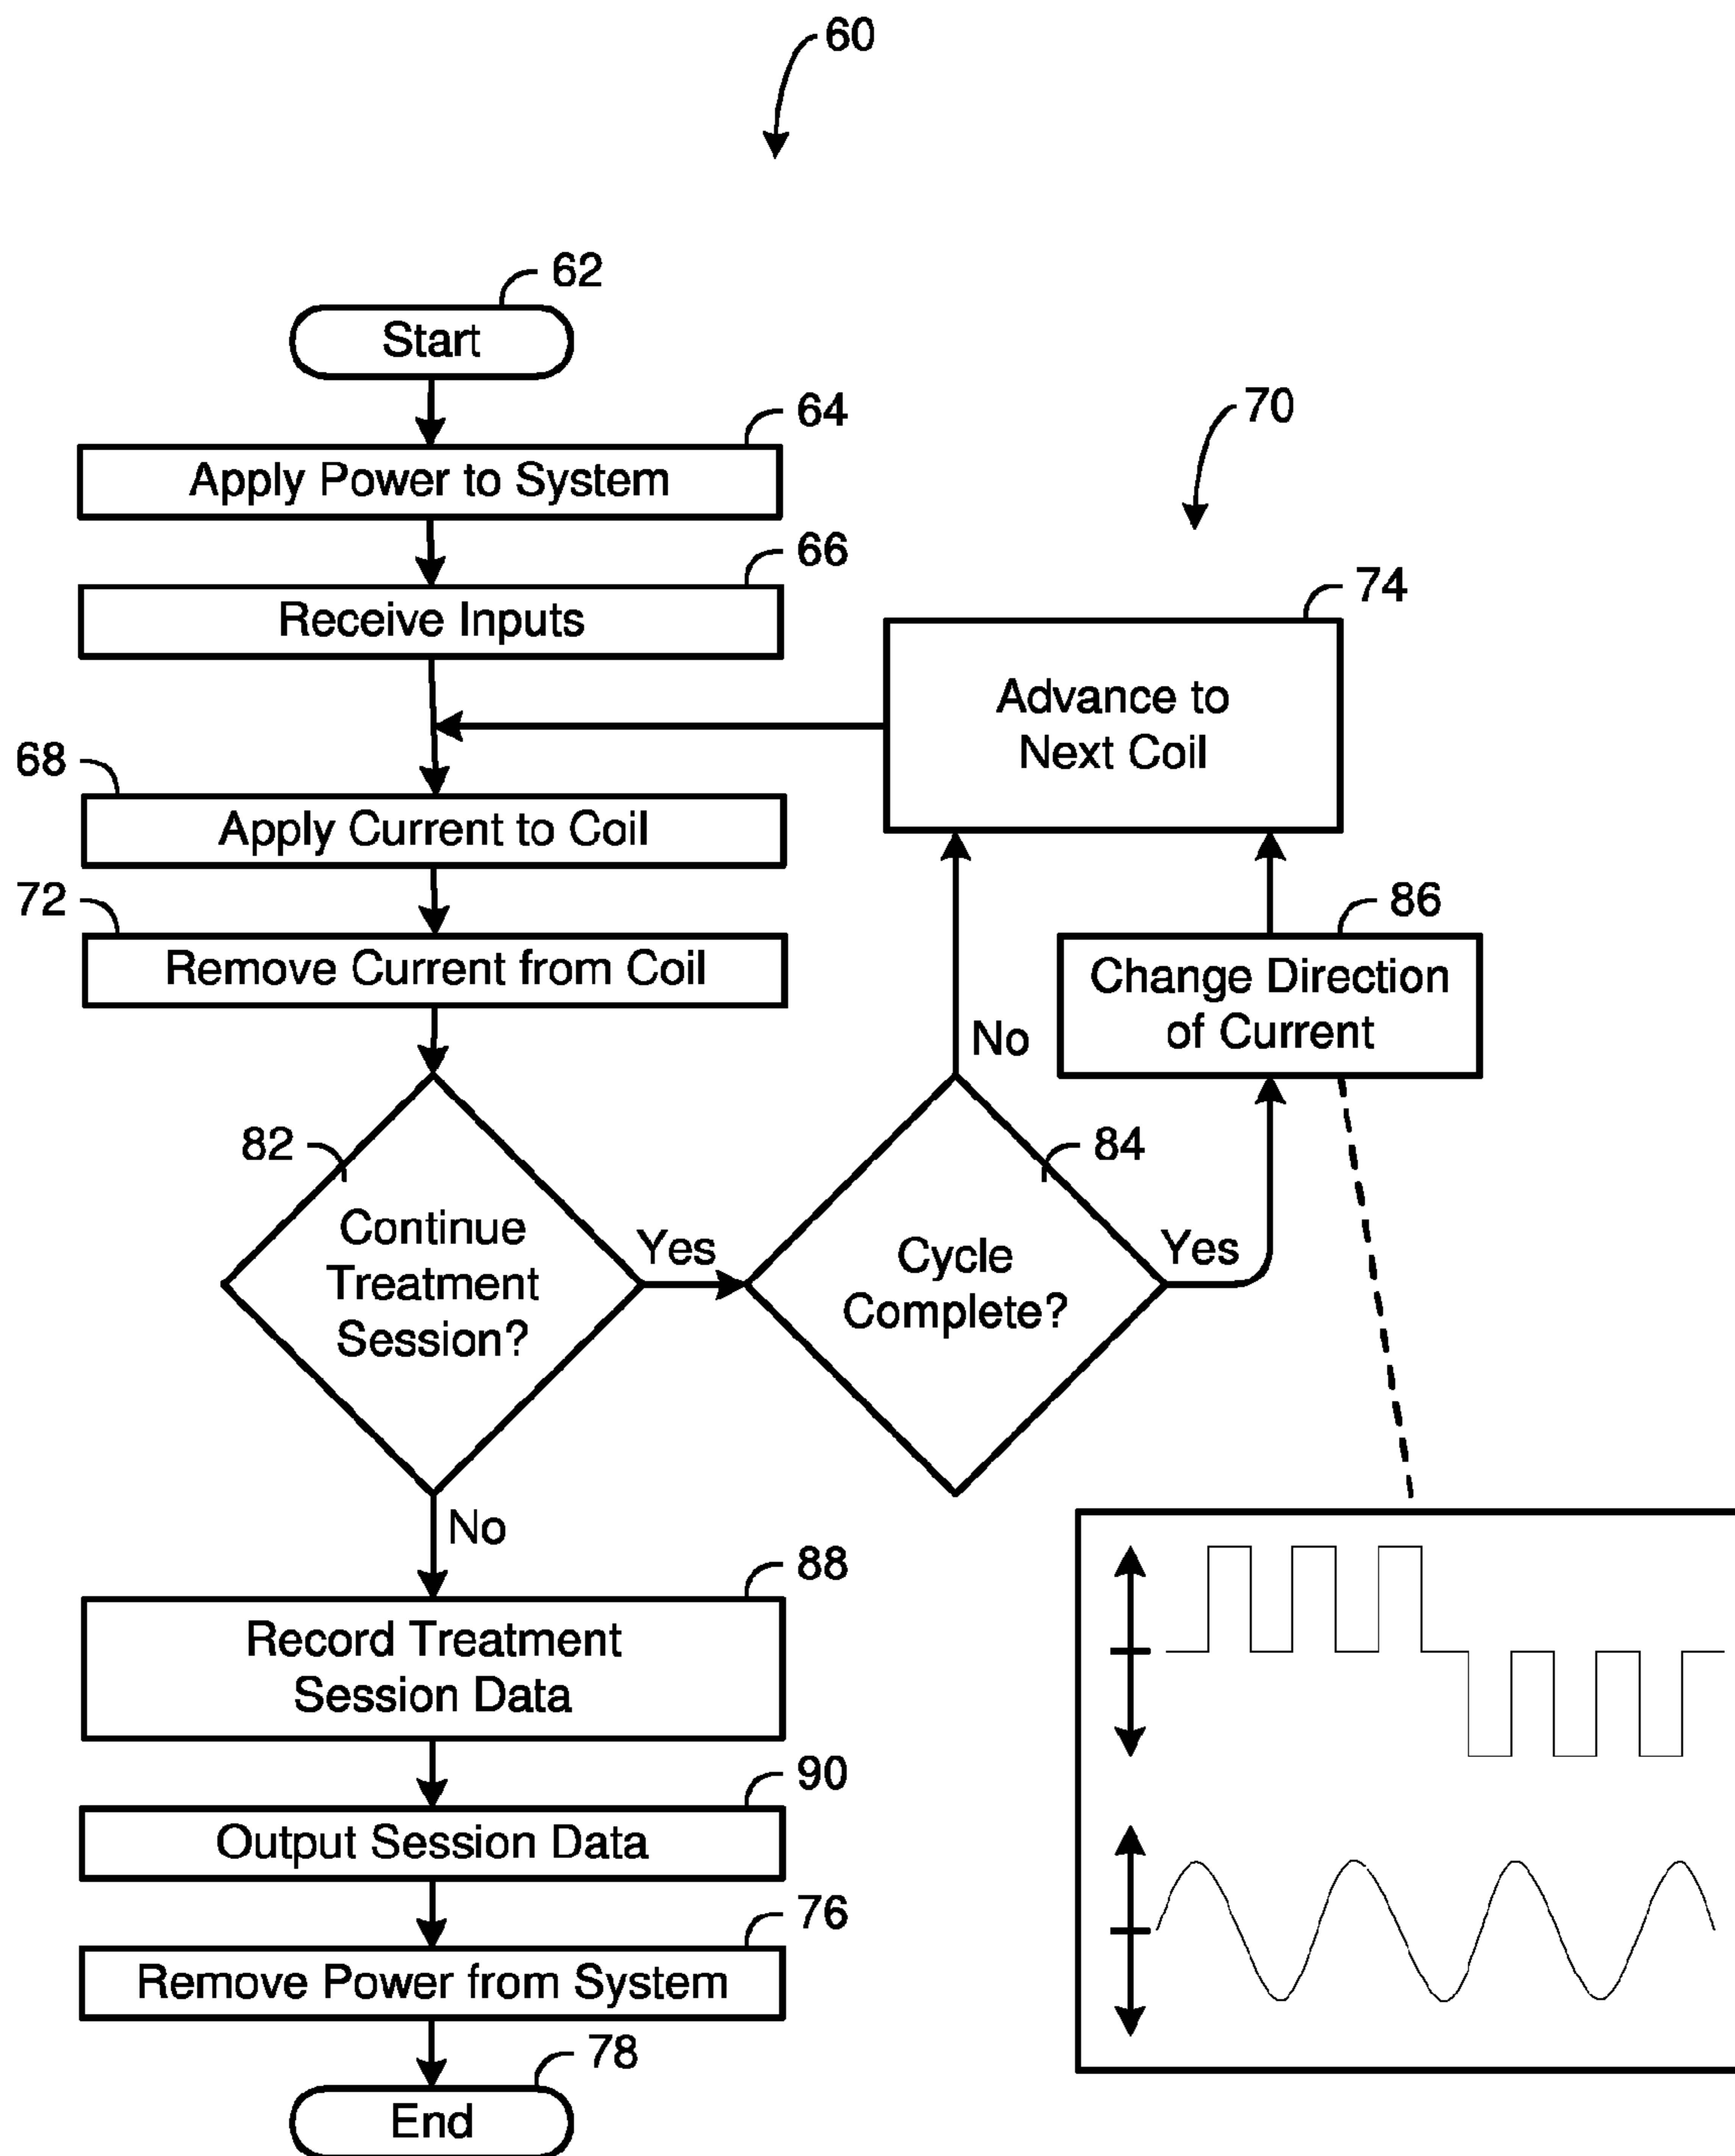 60
62
Start
64
Apply Power to System
66
Receive Inputs
70
74
Advance to
Next Coil
68
Apply Current to Coil
72
Remove Current from Coil
86
Change Direction
of Current
No
82
Continue
Treatment
Session?
Yes
84
Cycle
Complete?
Yes
No
88
Record Treatment
Session Data
90
Output Session Data
76
Remove Power from System
78
End